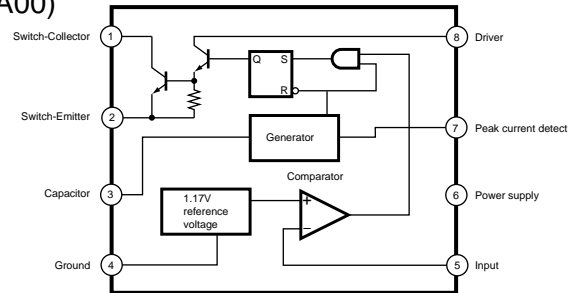 A00)
Switch-Collector 1
8 Driver
Q S
R
Switch-Emitter 2
Generator
7 Peak current detect
Comparator
Capacitor 3
1.17V
reference
voltage
+
−
6 Power supply
Ground 4
5 Input